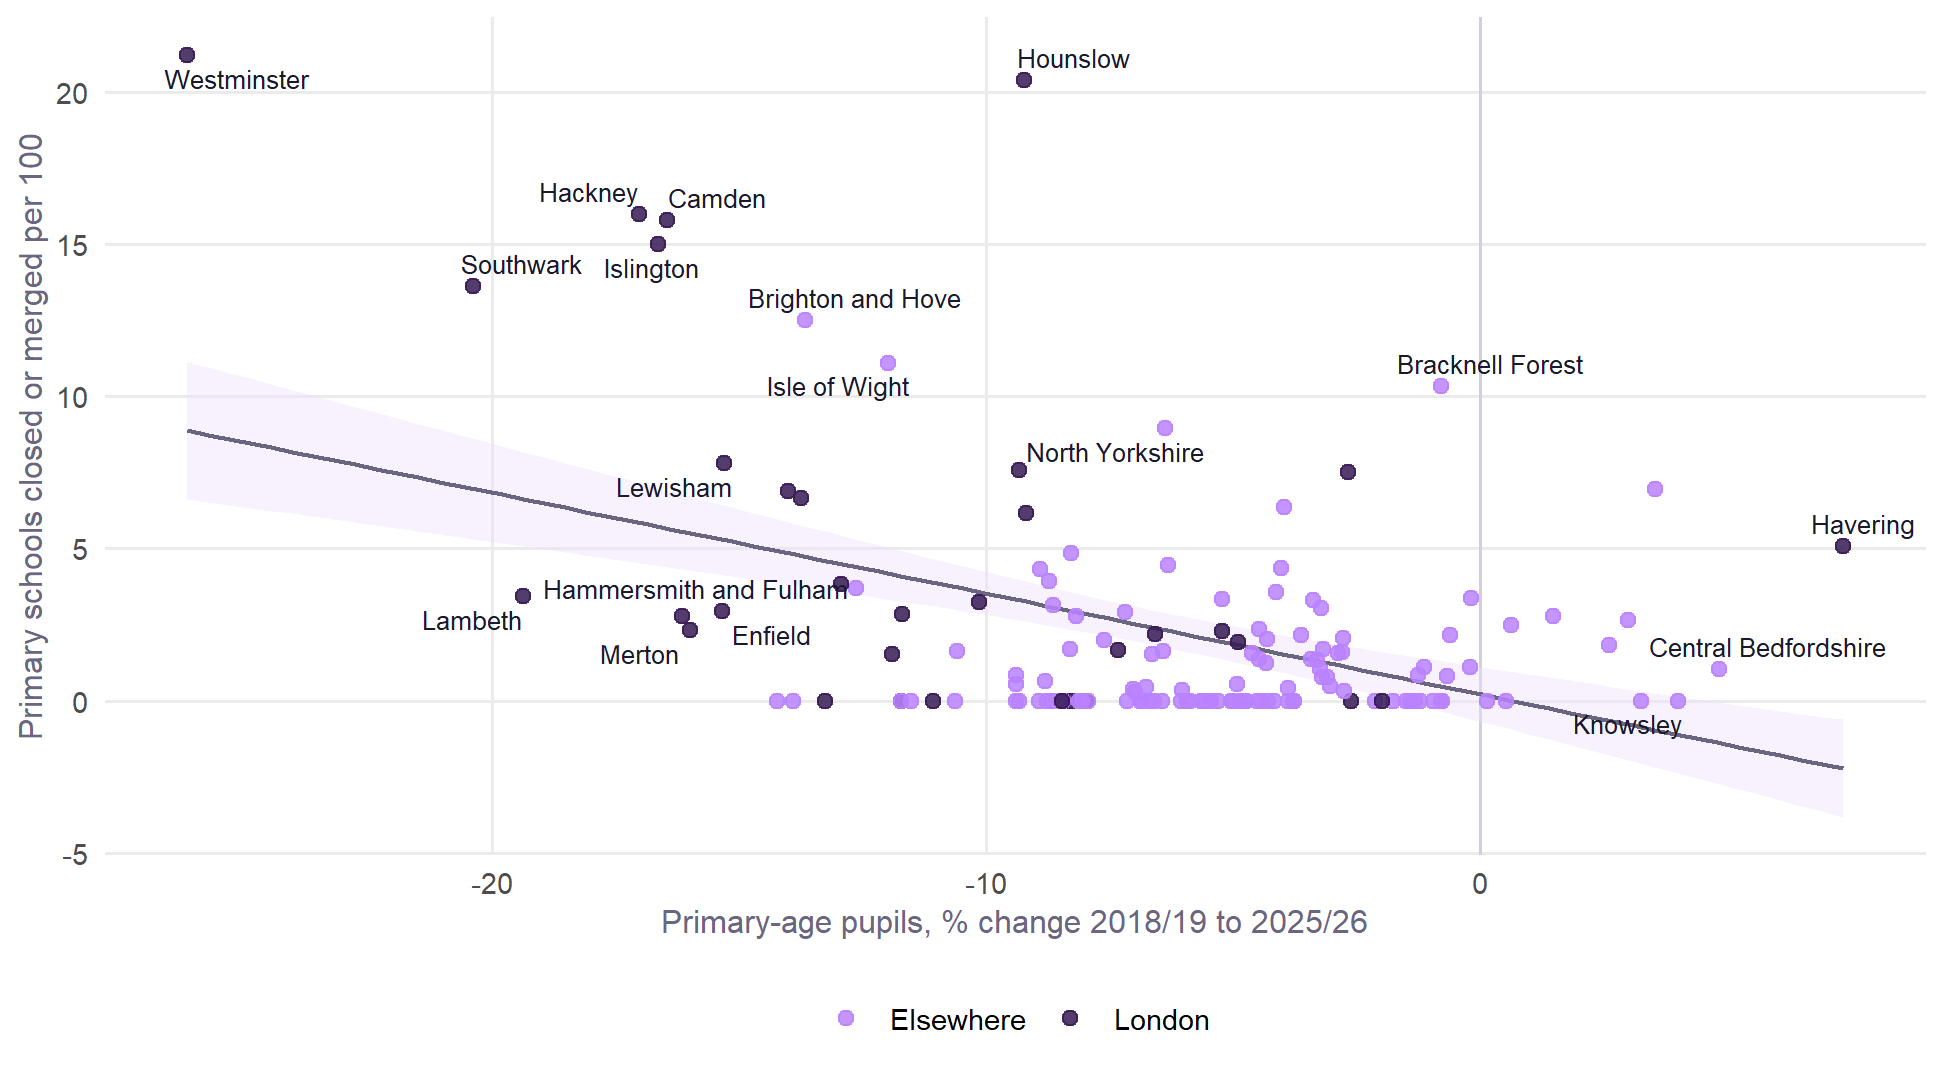 Primary schools closed or merged per 100
20
15
10
5
0
-5
Westminster
Hounslow
Hackney
Camden
Southwark
Islington
Brighton and Hove
Isle of Wight
Bracknell Forest
North Yorkshire
Lewisham
Havering
Hammersmith and Fulham
Lambeth
Enfield
Merton
Central Bedfordshire
Knowsley
-20
-10
0
Primary-age pupils, % change 2018/19 to 2025/26
Elsewhere
London